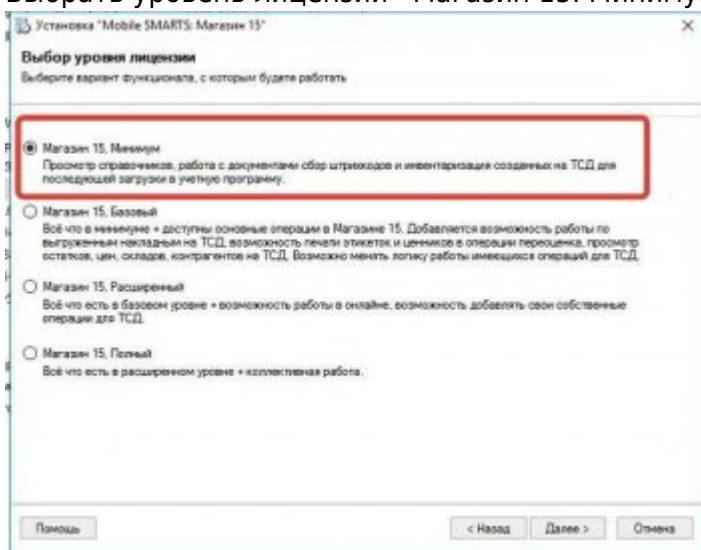 Выбрать уровень лицензии "Магазин 15. Миниму
Установка "Mobile SMARTS: Магазин 15"
Выбор уровня лицензии
Выберите вариант функционала, с которым будете работать
Магазин 15, Минимум
Просмотр справочников, работа с документами сбор штрихкодов и инвентаризация созданных на ТСД для
последующей загрузки в учетную программу.
Магазин 15, Базовый
Всё что в минимуме + доступны основные операции в Магазине 15. Добавляется возможность работы по
выгруженным накладным на ТСД, возможность печати этикеток и ценников в операции переоценка, просмотр
остатков, цен, складов, контрагентов на ТСД. Возможно менять логику работы имеющихся операций для ТСД.
Магазин 15, Расширенный
Всё что есть в базовом уровне + возможность работы в онлайне, возможность добавлять свои собственные
операции для ТСД.
Магазин 15, Полный
Всё что есть в расширенном уровне + коллективная работа.
Помощь
< Назад
Далее >
Отмена